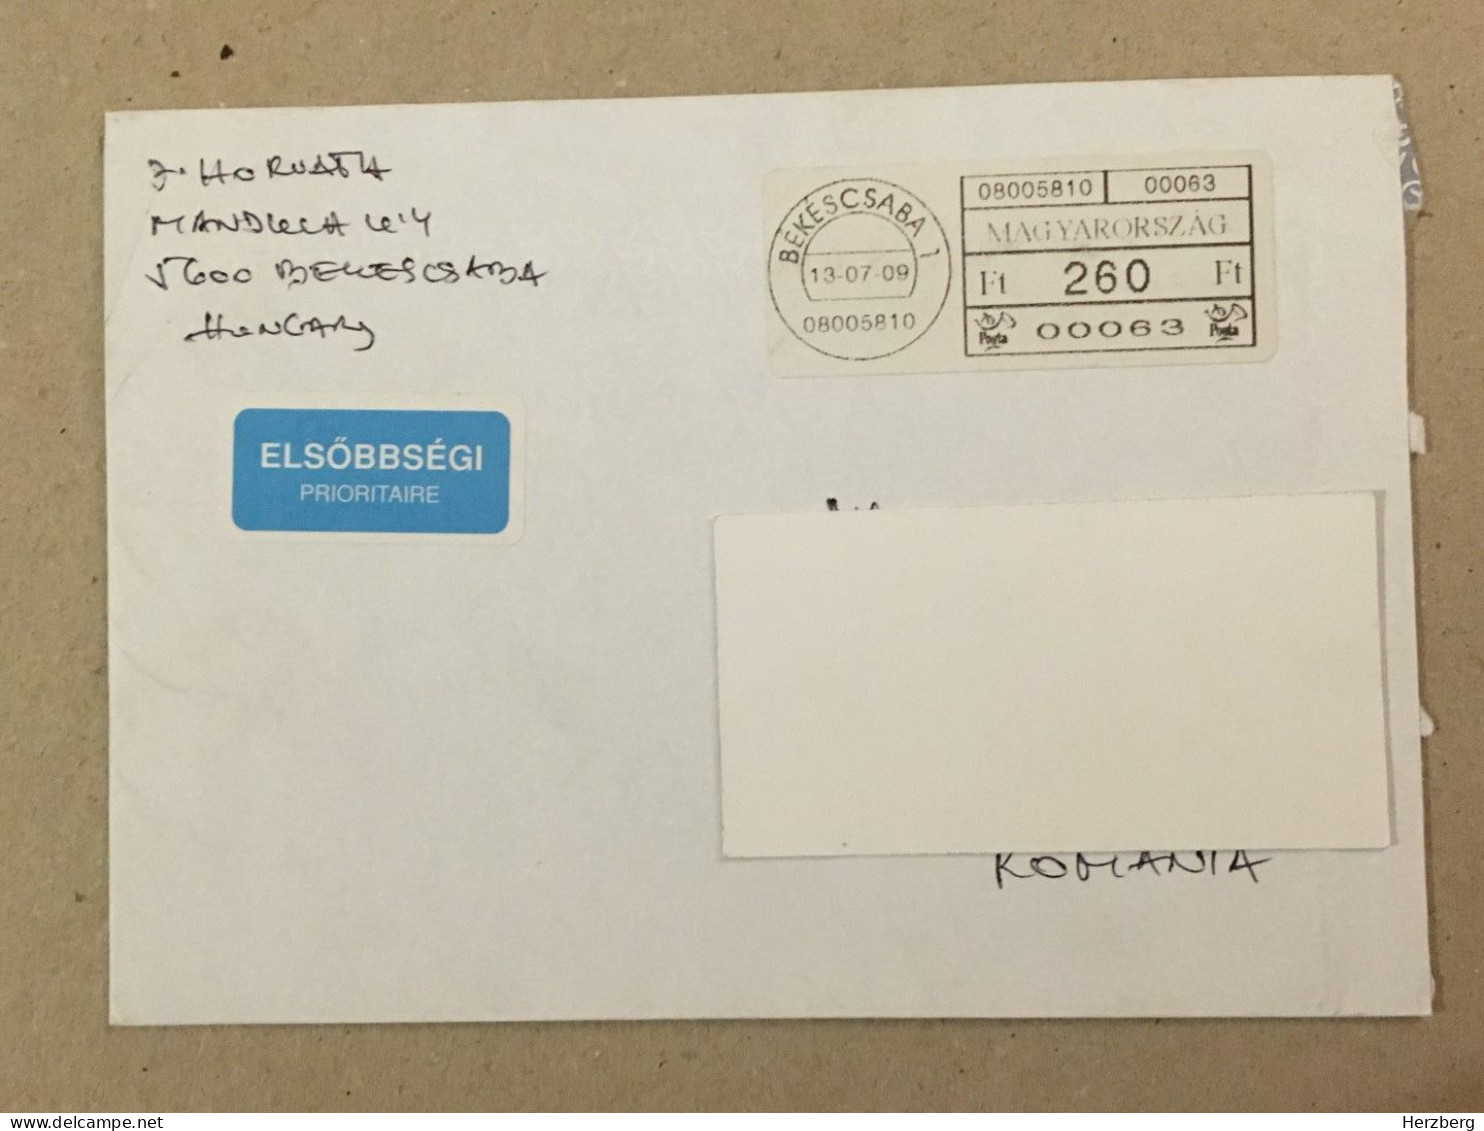 J. HORVATH
MANDULA U. 4
5600 BEKESCSABA
HUNGARY
BÉKÉSCSABA 1
13-07-09
08005810
08005810 00063
MAGYARORSZÁG
Ft 260 Ft
Posta 00063 Posta
ELSŐBBSÉGI
PRIORITAIRE
ROMANIA
delcampe.net
Herzberg